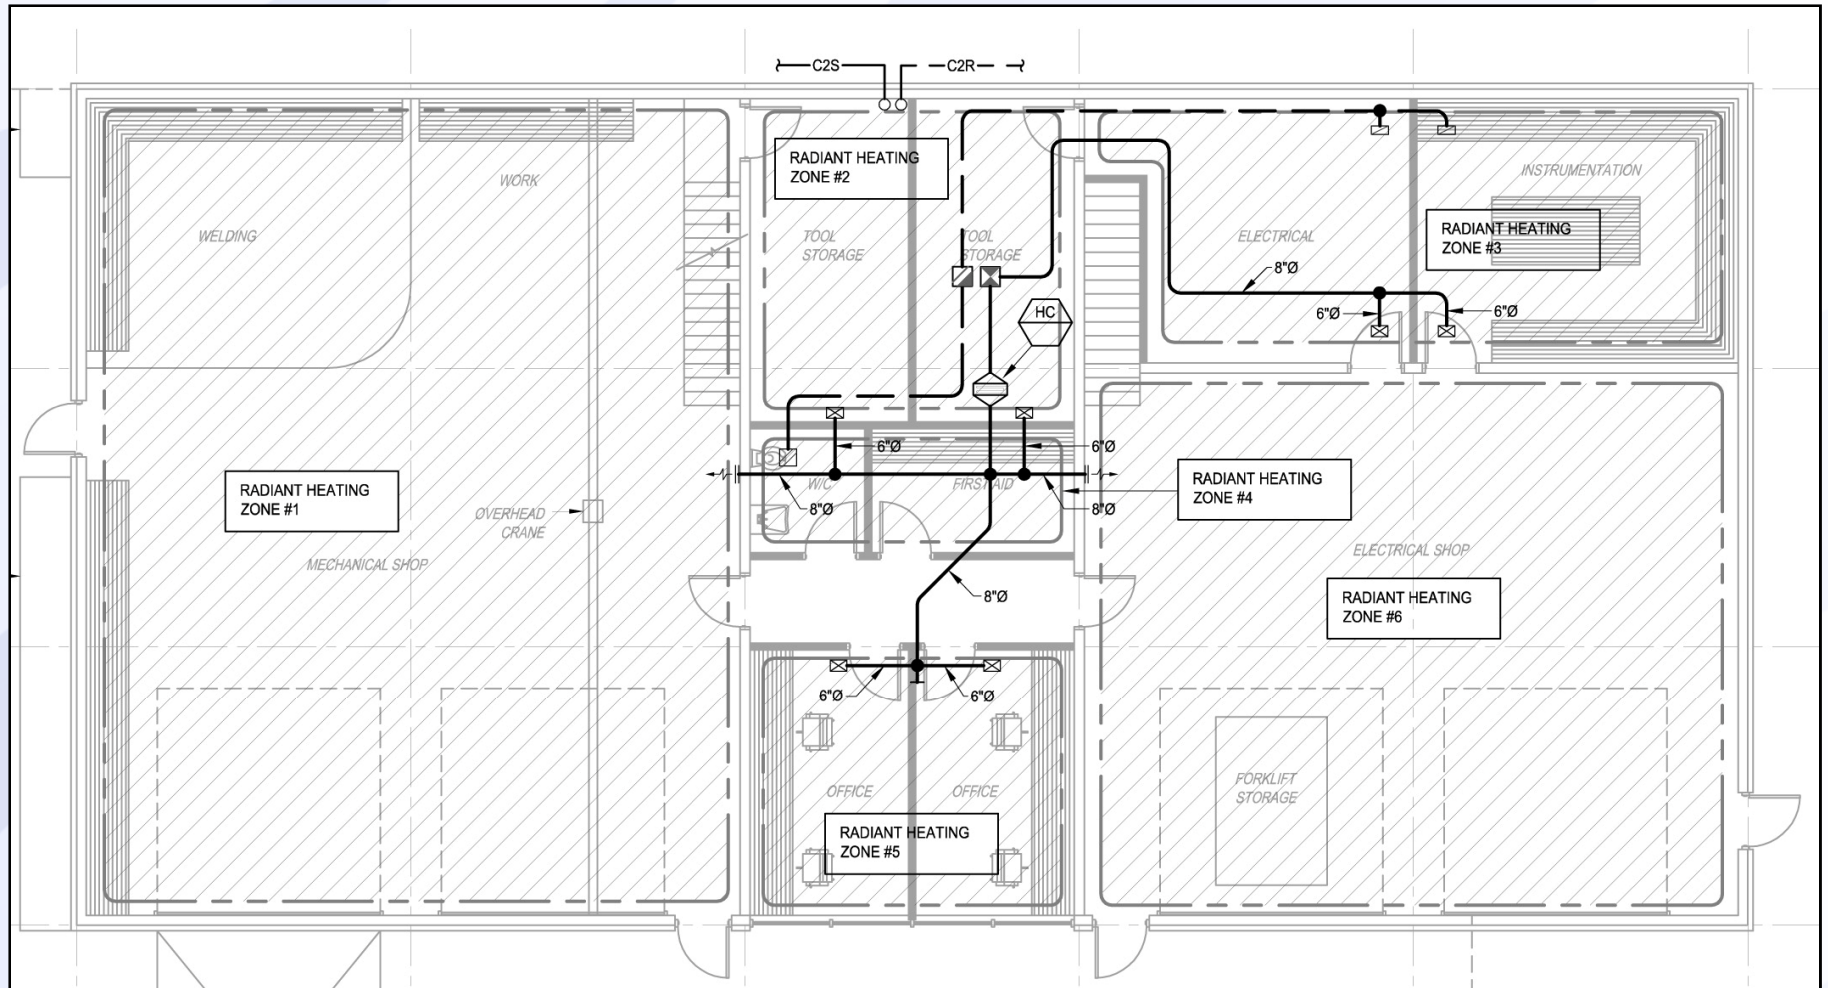 C2S
C2R
RADIANT HEATING
ZONE #2
WORK
WELDING
TOOL
STORAGE
TOOL
STORAGE
INSTRUMENTATION
ELECTRICAL
RADIANT HEATING
ZONE #3
8"Ø
6"Ø
6"Ø
HC
6"Ø
6"Ø
RADIANT HEATING
ZONE #1
OVERHEAD
CRANE
MECHANICAL SHOP
W/C
FIRST AID
8"Ø
8"Ø
RADIANT HEATING
ZONE #4
ELECTRICAL SHOP
RADIANT HEATING
ZONE #6
8"Ø
6"Ø
6"Ø
OFFICE
OFFICE
RADIANT HEATING
ZONE #5
FORKLIFT
STORAGE